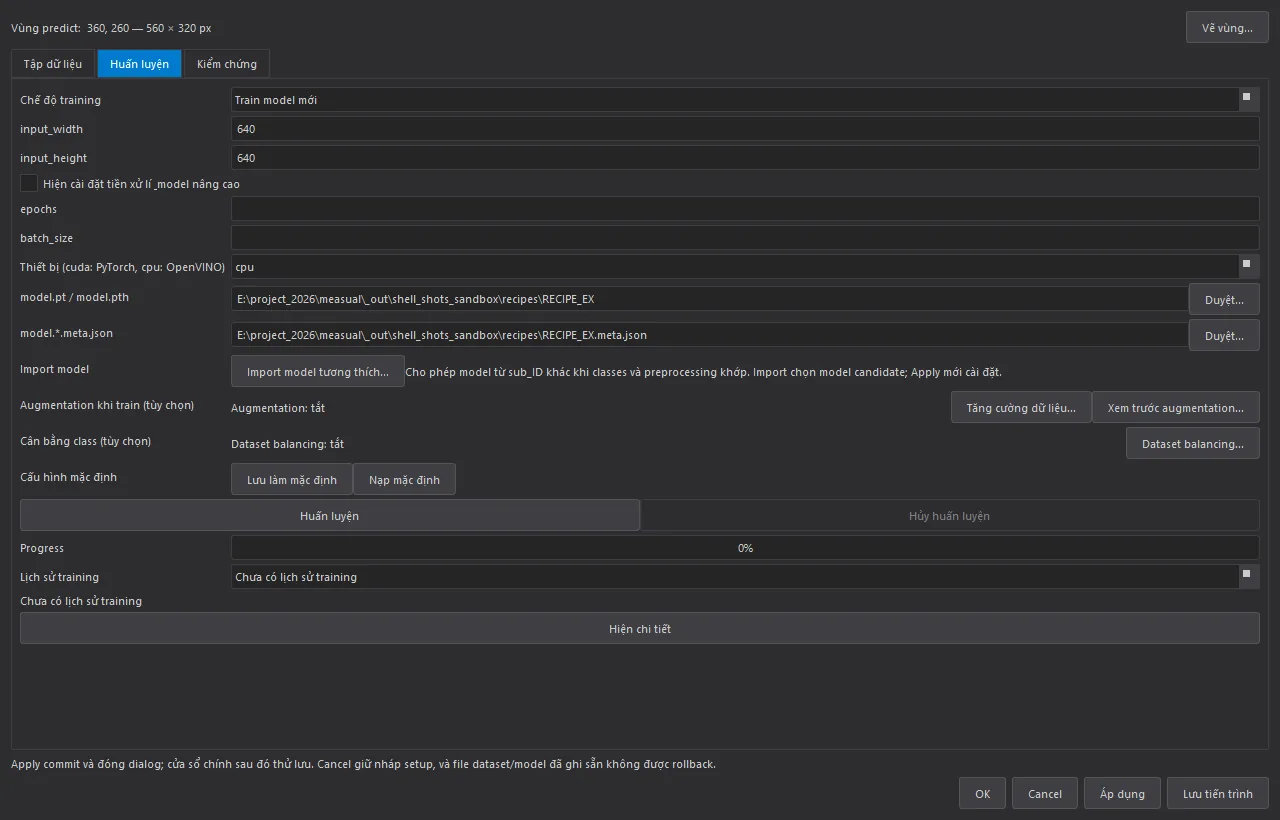 Vùng predict: 360, 260 — 560 × 320 px
Vẽ vùng...
Tập dữ liệu
Huấn luyện
Kiểm chứng
Chế độ training
Train model mới
input_width
640
input_height
640
Hiện cài đặt tiền xử lí _model nâng cao
epochs
batch_size
Thiết bị (cuda: PyTorch, cpu: OpenVINO)
cpu
model.pt / model.pth
E:\project_2026\measual\_out\shell_shots_sandbox\recipes\RECIPE_EX
Duyệt...
model.*.meta.json
E:\project_2026\measual\_out\shell_shots_sandbox\recipes\RECIPE_EX.meta.json
Duyệt...
Import model
Import model tương thích...
Cho phép model từ sub_ID khác khi classes và preprocessing khớp. Import chọn model candidate; Apply mới cài đặt.
Augmentation khi train (tùy chọn)
Augmentation: tắt
Tăng cường dữ liệu...
Xem trước augmentation...
Cân bằng class (tùy chọn)
Dataset balancing: tắt
Dataset balancing...
Cấu hình mặc định
Lưu làm mặc định
Nạp mặc định
Huấn luyện
Hủy huấn luyện
Progress
0%
Lịch sử training
Chưa có lịch sử training
Chưa có lịch sử training
Hiện chi tiết
Apply commit và đóng dialog; cửa sổ chính sau đó thử lưu. Cancel giữ nháp setup, và file dataset/model đã ghi sẵn không được rollback.
OK
Cancel
Áp dụng
Lưu tiến trình